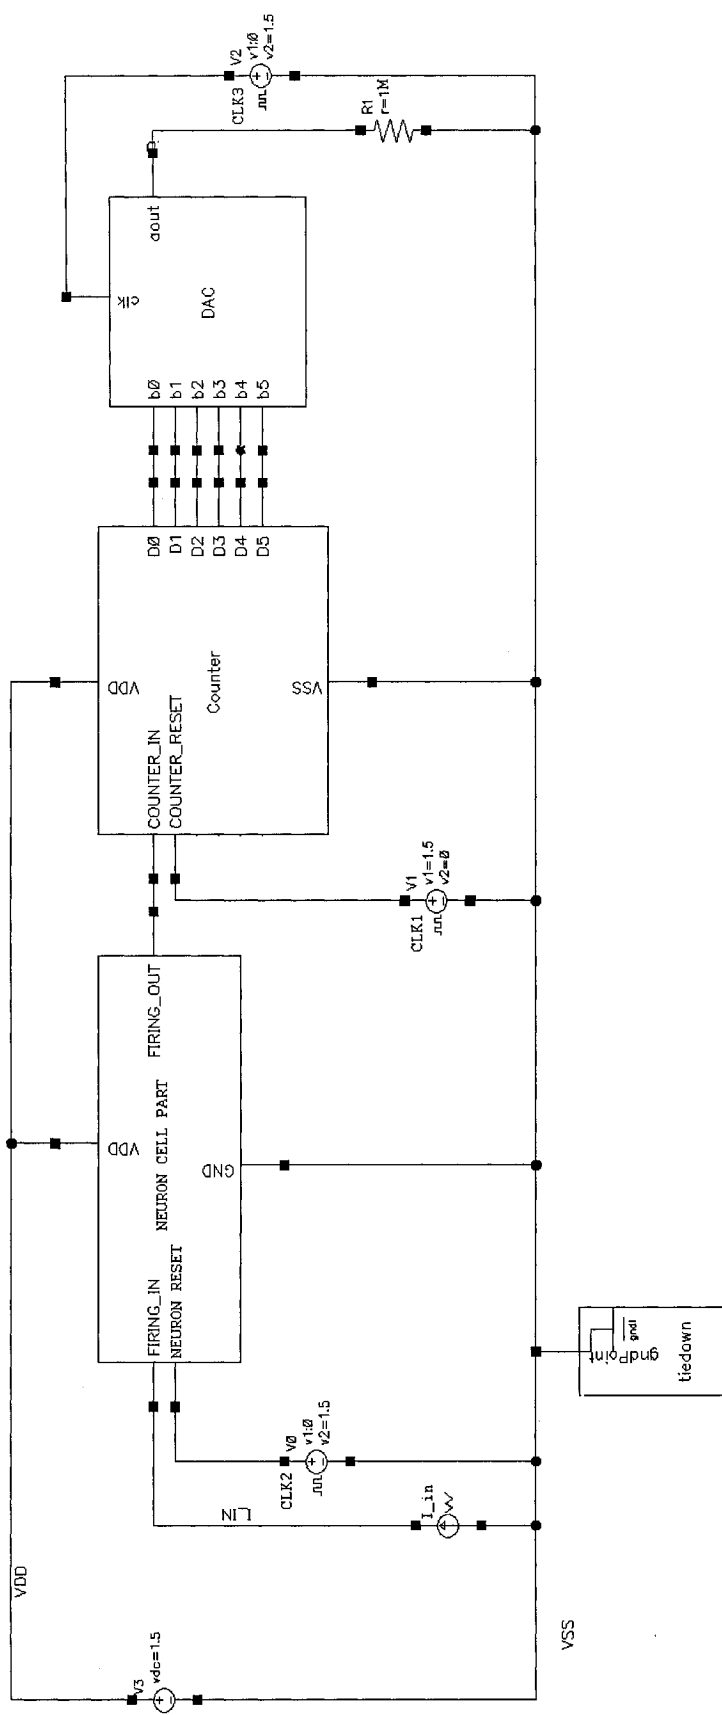 VDD
V3
vdc=1.5
VSS
I_IN
I_in
CLK2
V0
v1:0
v2=1.5
FIRING_IN
NEURON RESET
VDD
NEURON CELL PART
GND
FIRING_OUT
gndPoint
gnd!
tiedown
CLK1
V1
v1=1.5
v2=0
COUNTER_IN
COUNTER_RESET
VDD
Counter
VSS
D0
D1
D2
D3
D4
D5
b0
b1
b2
b3
b4
b5
DAC
clk
aout
R1
r=1M
CLK3
V2
v1:0
v2=1.5